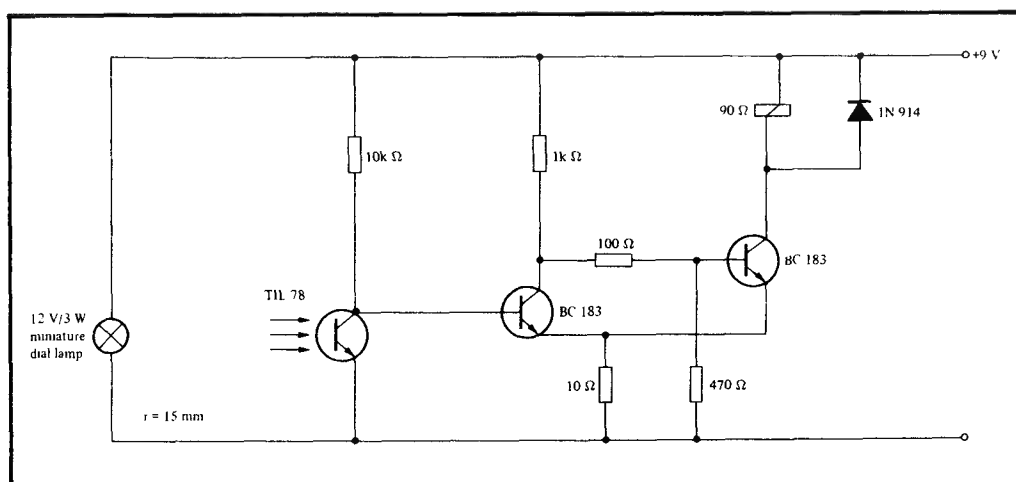 +9 V
90 Ω
1N 914
10k Ω
1k Ω
100 Ω
BC 183
TIL 78
BC 183
12 V/3 W
miniature
dial lamp
10 Ω
470 Ω
r = 15 mm